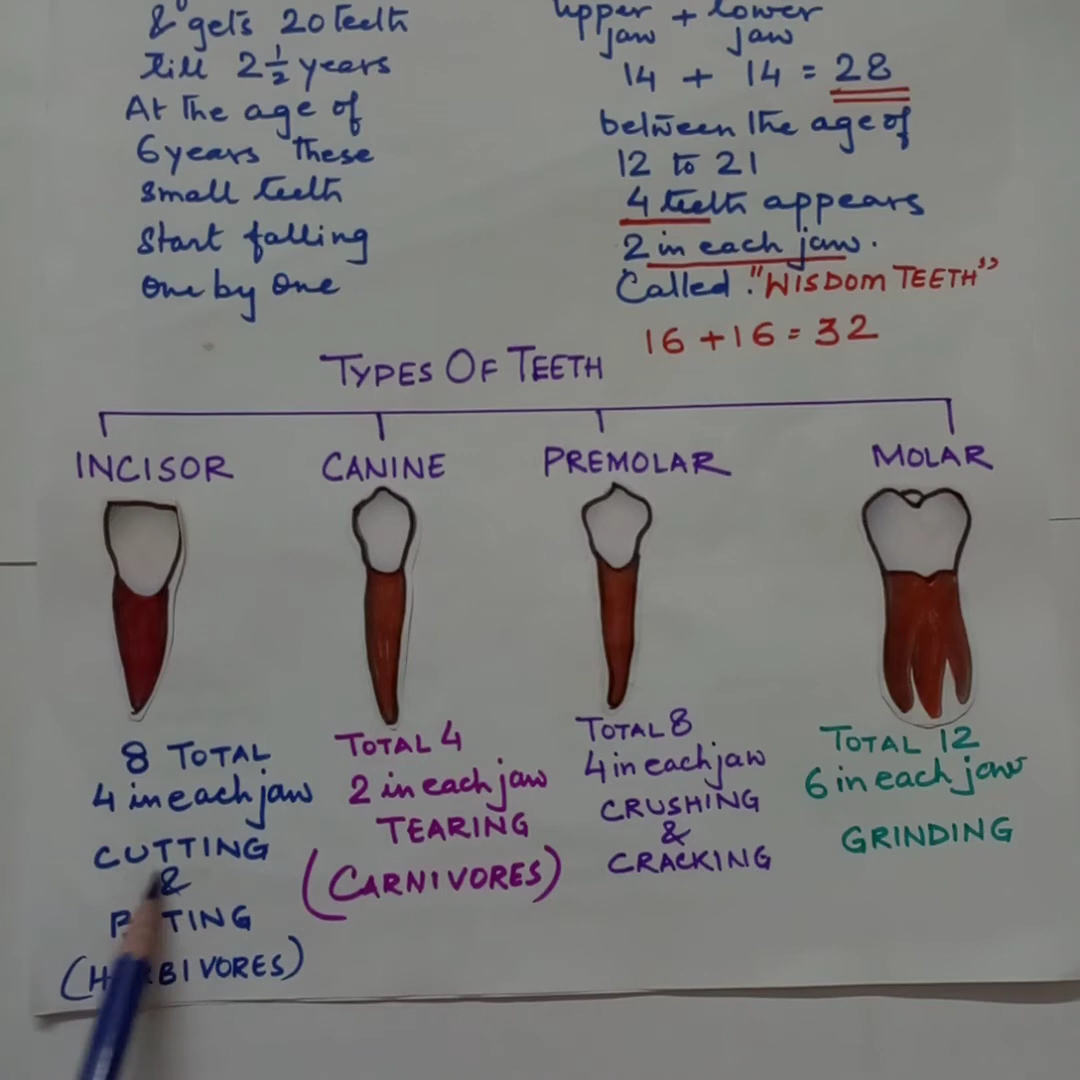 & gets 20 teeth
till 2 1/2 years
At the age of
6 years these
small teeth
start falling
one by one
upper + lower
jaw jaw
14 + 14 = 28
between the age of
12 to 21
4 teeth appears
2 in each jaw.
Called "WISDOM TEETH"
16 + 16 = 32
TYPES OF TEETH
INCISOR CANINE PREMOLAR MOLAR
8 TOTAL
4 in each jaw
CUTTING
&
TING
(H RBIVORES)
TOTAL 4
2 in each jaw
TEARING
(CARNIVORES)
TOTAL 8
4 in each jaw
CRUSHING
&
CRACKING
TOTAL 12
6 in each jaw
GRINDING